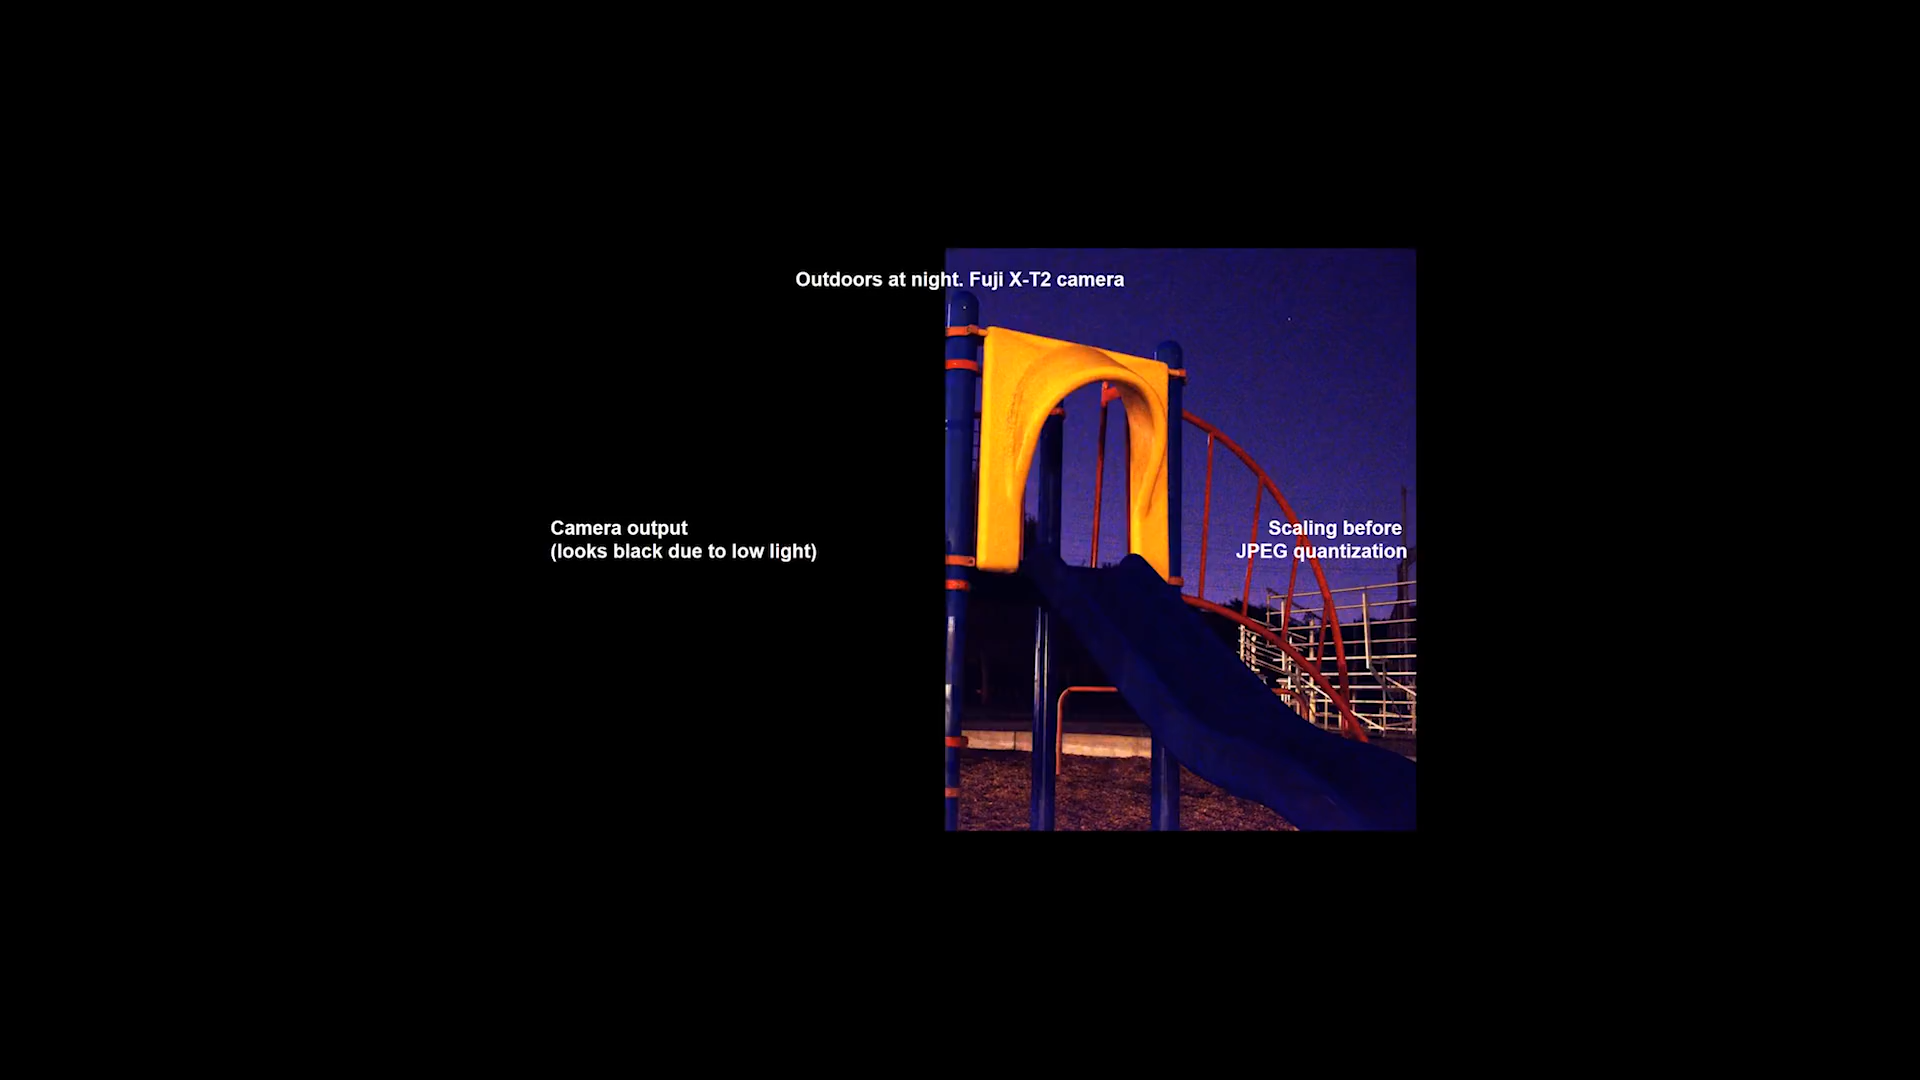 Outdoors at night. Fuji X-T2 camera
Camera output
(looks black due to low light)
Scaling before
JPEG quantization